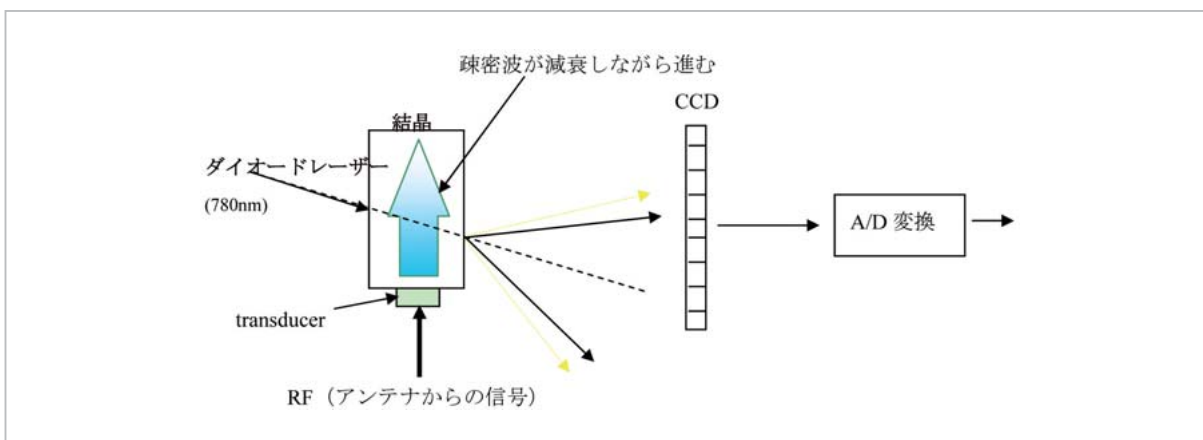 疎密波が減衰しながら進む
CCD
結晶
ダイオードレーザー
(780nm)
A/D 変換
transducer
RF（アンテナからの信号）